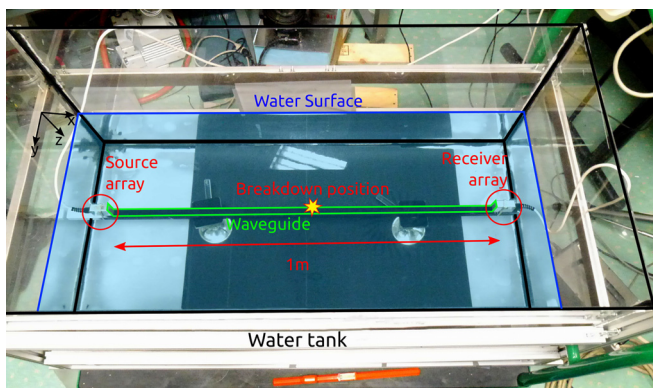 Water Surface
x
y
z
Source
array
Receiver
array
Breakdown position
Waveguide
1m
Water tank